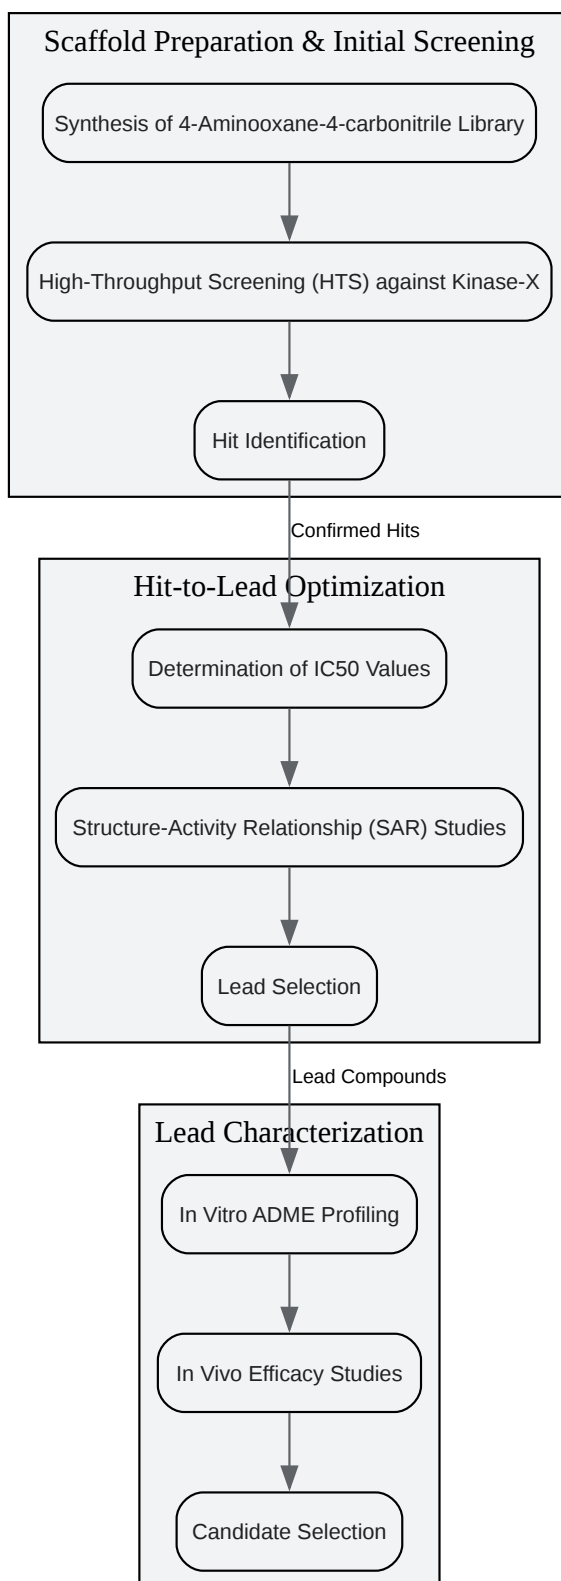 Scaffold Preparation & Initial Screening
Synthesis of 4-Aminooxane-4-carbonitrile Library
High-Throughput Screening (HTS) against Kinase-X
Hit Identification
Confirmed Hits
Hit-to-Lead Optimization
Determination of IC50 Values
Structure-Activity Relationship (SAR) Studies
Lead Selection
Lead Compounds
Lead Characterization
In Vitro ADME Profiling
In Vivo Efficacy Studies
Candidate Selection